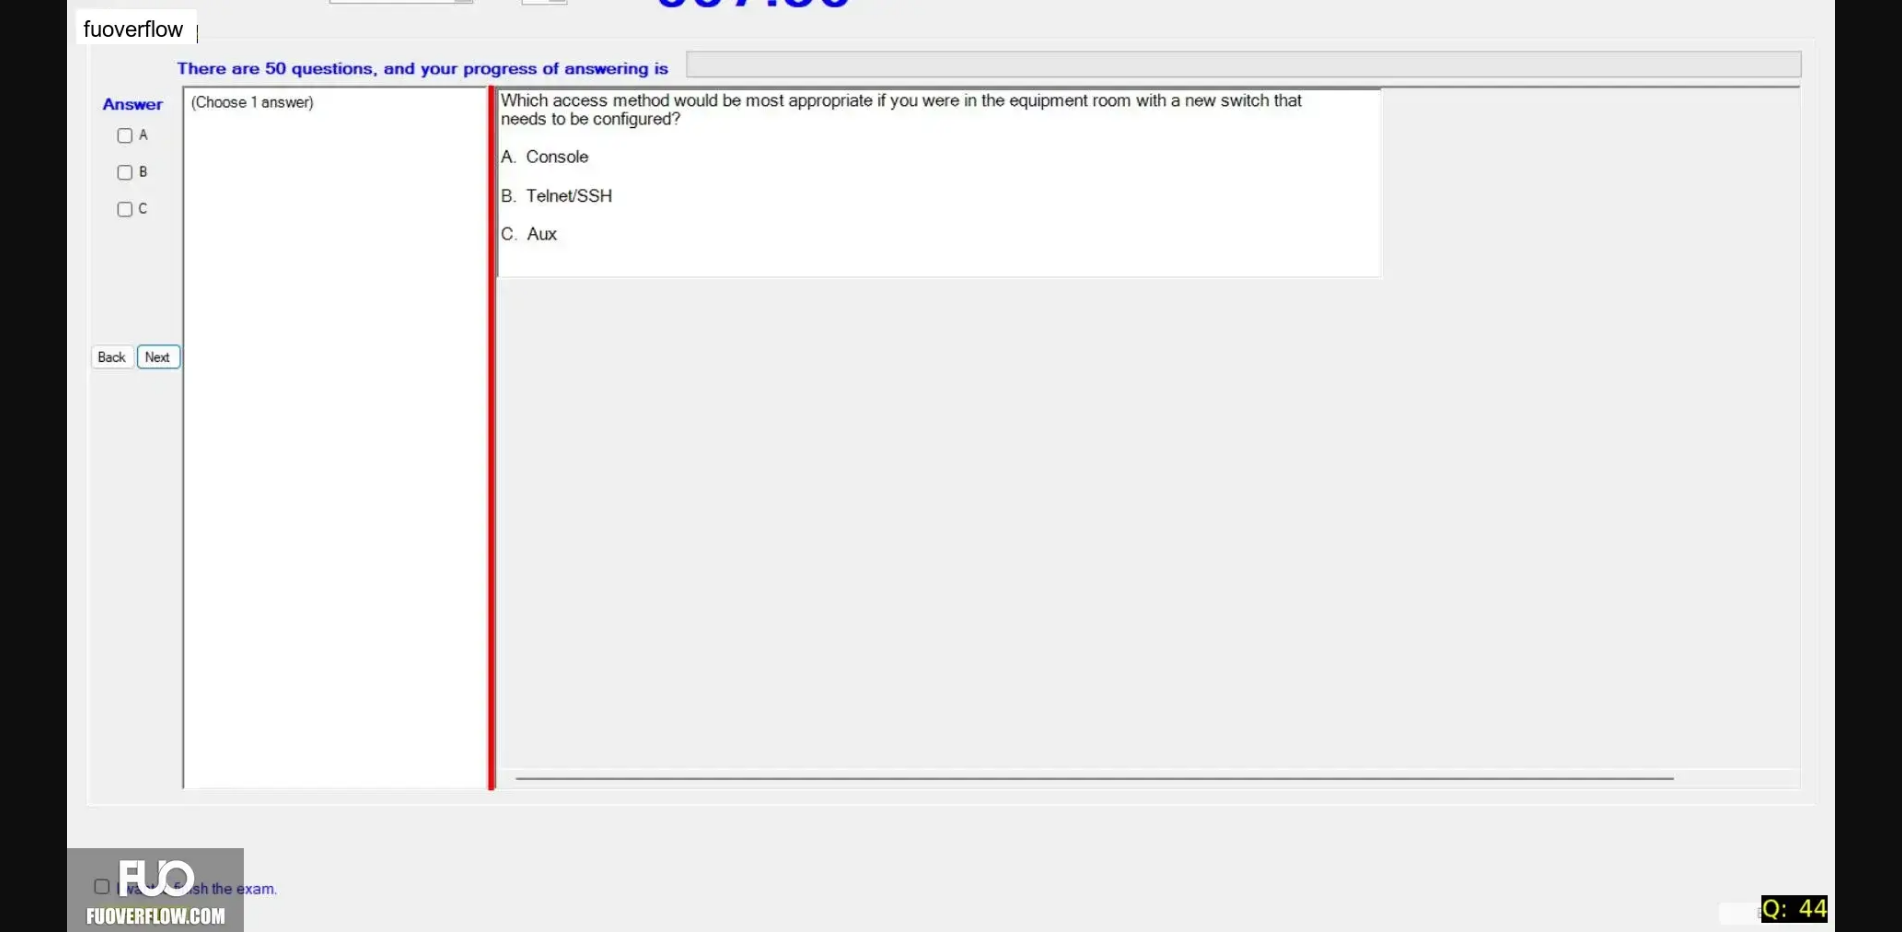 fuoverflow
There are 50 questions, and your progress of answering is
Answer
(Choose 1 answer)
A
B
C
Back
Next
Which access method would be most appropriate if you were in the equipment room with a new switch that
needs to be configured?
A. Console
B. Telnet/SSH
C. Aux
FUO
the exam.
FUOVERFLOW.COM
Q: 44